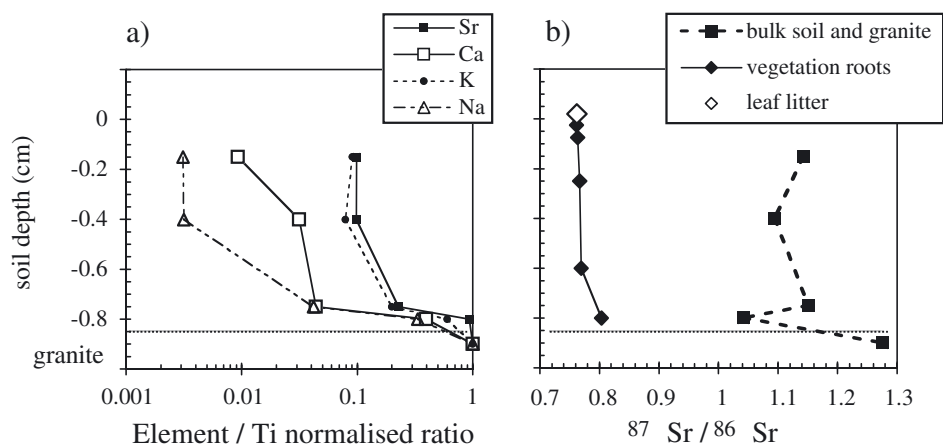 a)
Sr
Ca
K
Na
b)
bulk soil and granite
vegetation roots
leaf litter
soil depth (cm)
0
-0.2
-0.4
-0.6
-0.8
granite
0.001 0.01 0.1 1
Element / Ti normalised ratio
0.7 0.8 0.9 1 1.1 1.2 1.3
87 Sr / 86 Sr